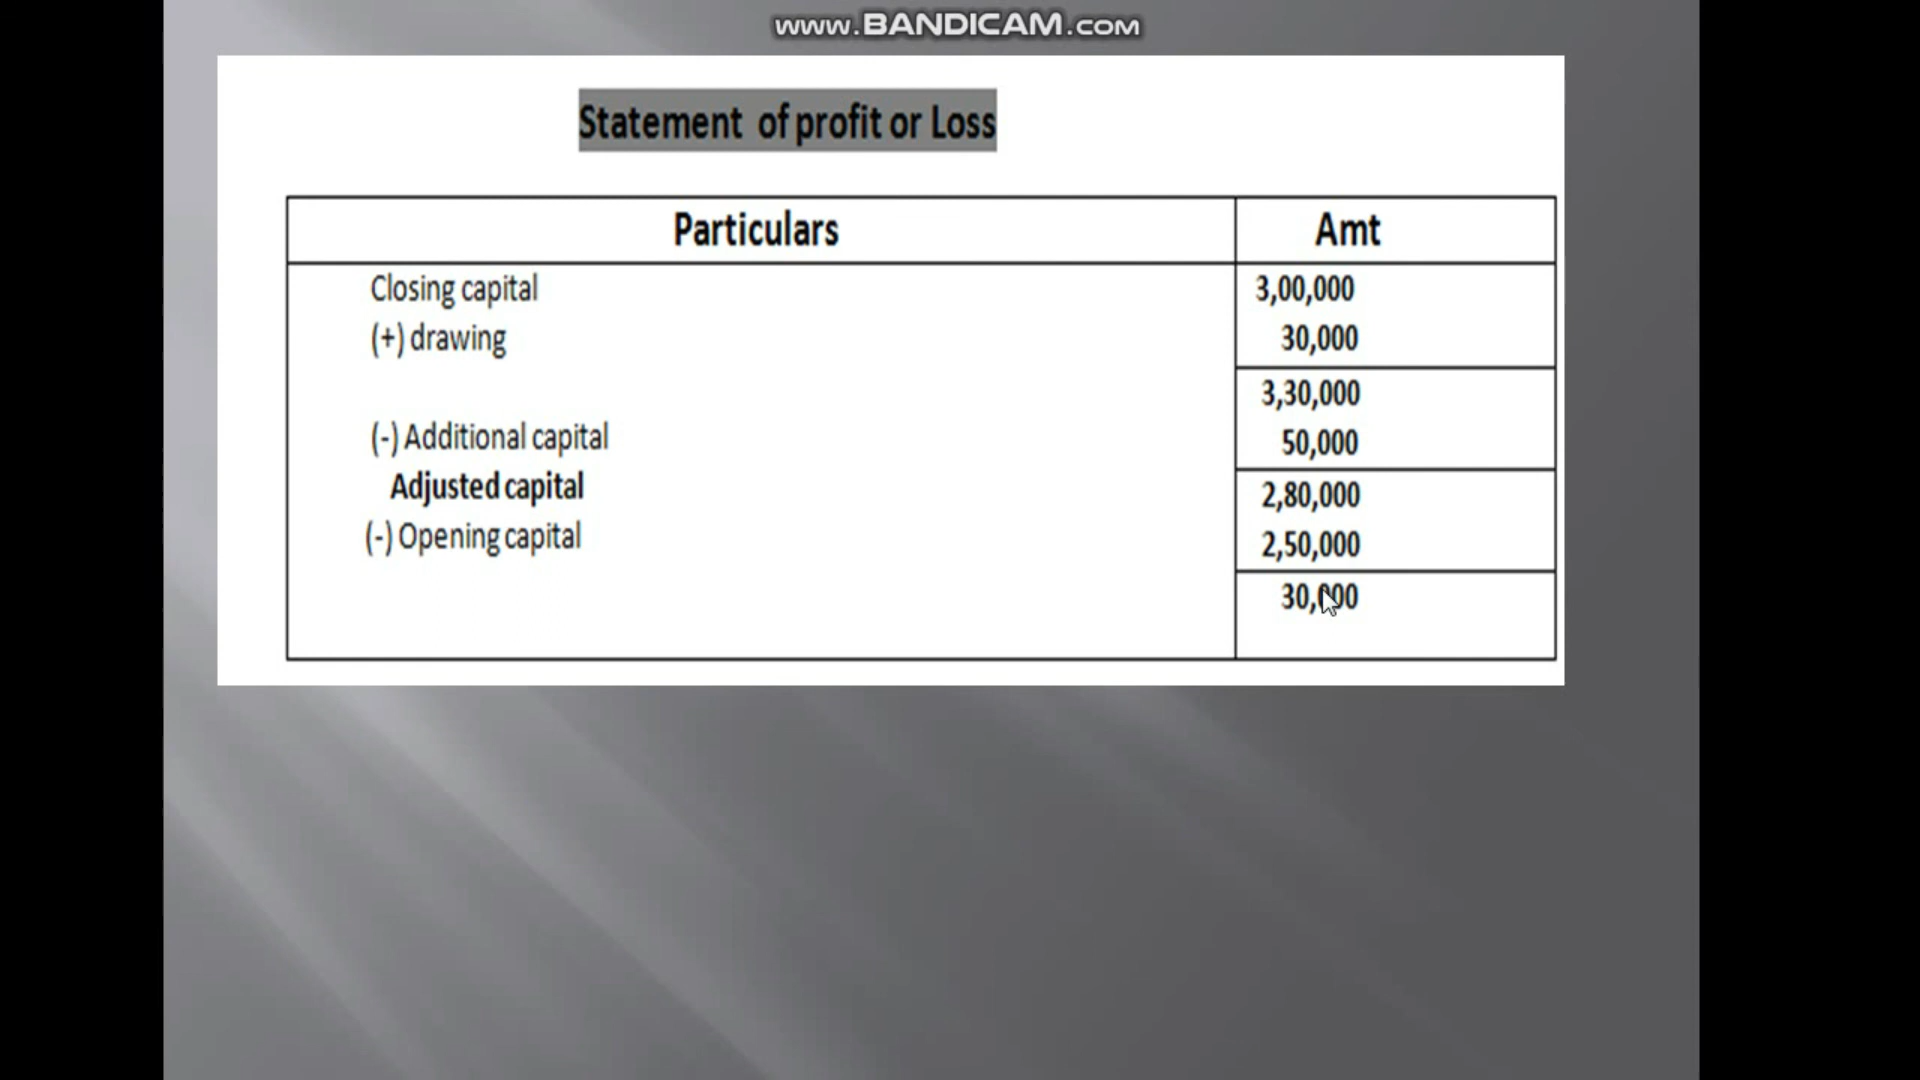 www.BANDICAM.com
Statement of profit or Loss
Particulars Amt
Closing capital 3,00,000
(+) drawing 30,000
3,30,000
(-) Additional capital 50,000
Adjusted capital 2,80,000
(-) Opening capital 2,50,000
30,000